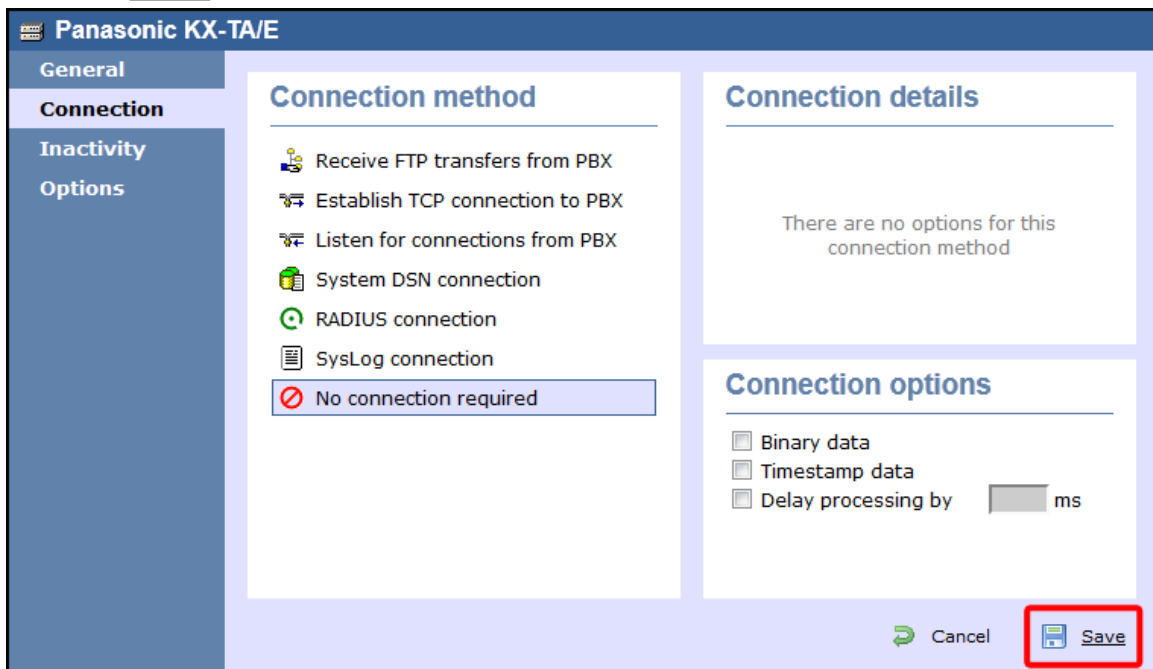 Panasonic KX-TA/E
General
Connection
Inactivity
Options
Connection method
Receive FTP transfers from PBX
Establish TCP connection to PBX
Listen for connections from PBX
System DSN connection
RADIUS connection
SysLog connection
No connection required
Connection details
There are no options for this
connection method
Connection options
Binary data
Timestamp data
Delay processing by ms
Cancel
Save